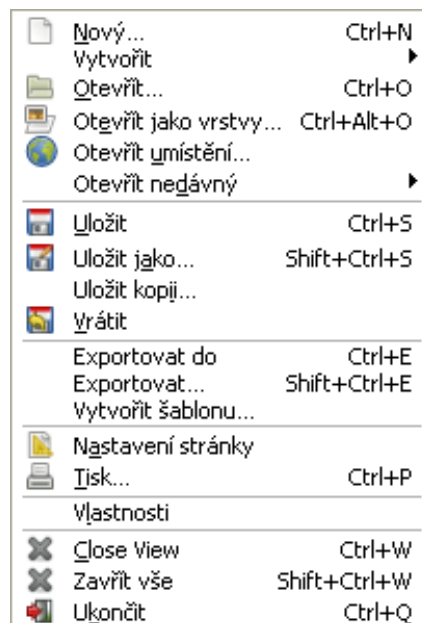 Nový... Ctrl+N
Vytvořit
Otevřít... Ctrl+O
Otevřít jako vrstvy... Ctrl+Alt+O
Otevřít umístění...
Otevřít nedávný
Uložit Ctrl+S
Uložit jako... Shift+Ctrl+S
Uložit kopii...
Vrátit
Exportovat do Ctrl+E
Exportovat... Shift+Ctrl+E
Vytvořit šablonu...
Nastavení stránky
Tisk... Ctrl+P
Vlastnosti
Close View Ctrl+W
Zavřít vše Shift+Ctrl+W
Ukončit Ctrl+Q